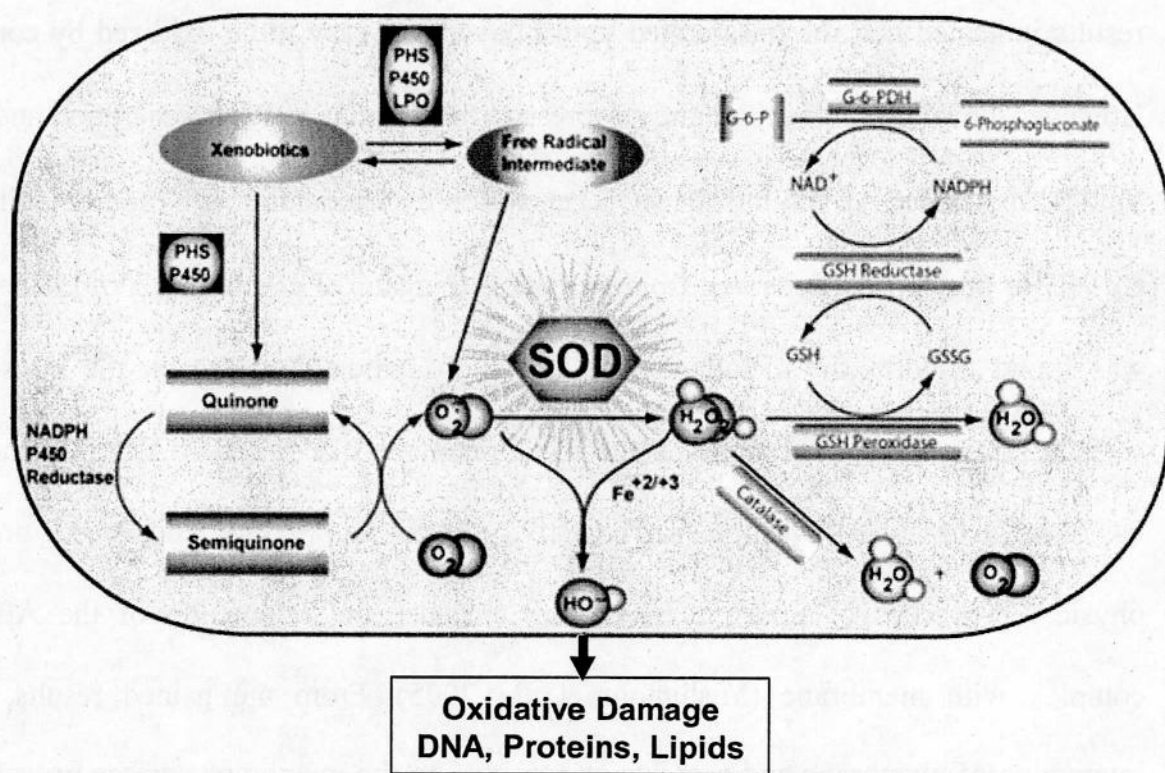 PHS
P450
LPO
Xenobiotics
Free Radical
Intermediate
G-6-P
G-6-PDH
6-Phosphogluconate
NAD+
NADPH
PHS
P450
GSH Reductase
GSH
GSSG
SOD
Quinone
O2•
H2O2
GSH Peroxidase
H2O
NADPH
P450
Reductase
Fe+2/+3
Catalase
Semiquinone
O2
H2O + O2
HO–
Oxidative Damage
DNA, Proteins, Lipids